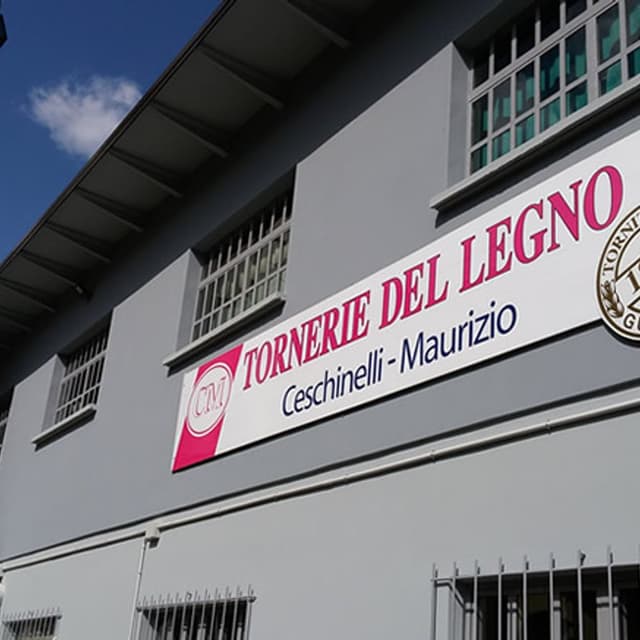 CM
TORNERIE DEL LEGNO
Ceschinelli - Maurizio